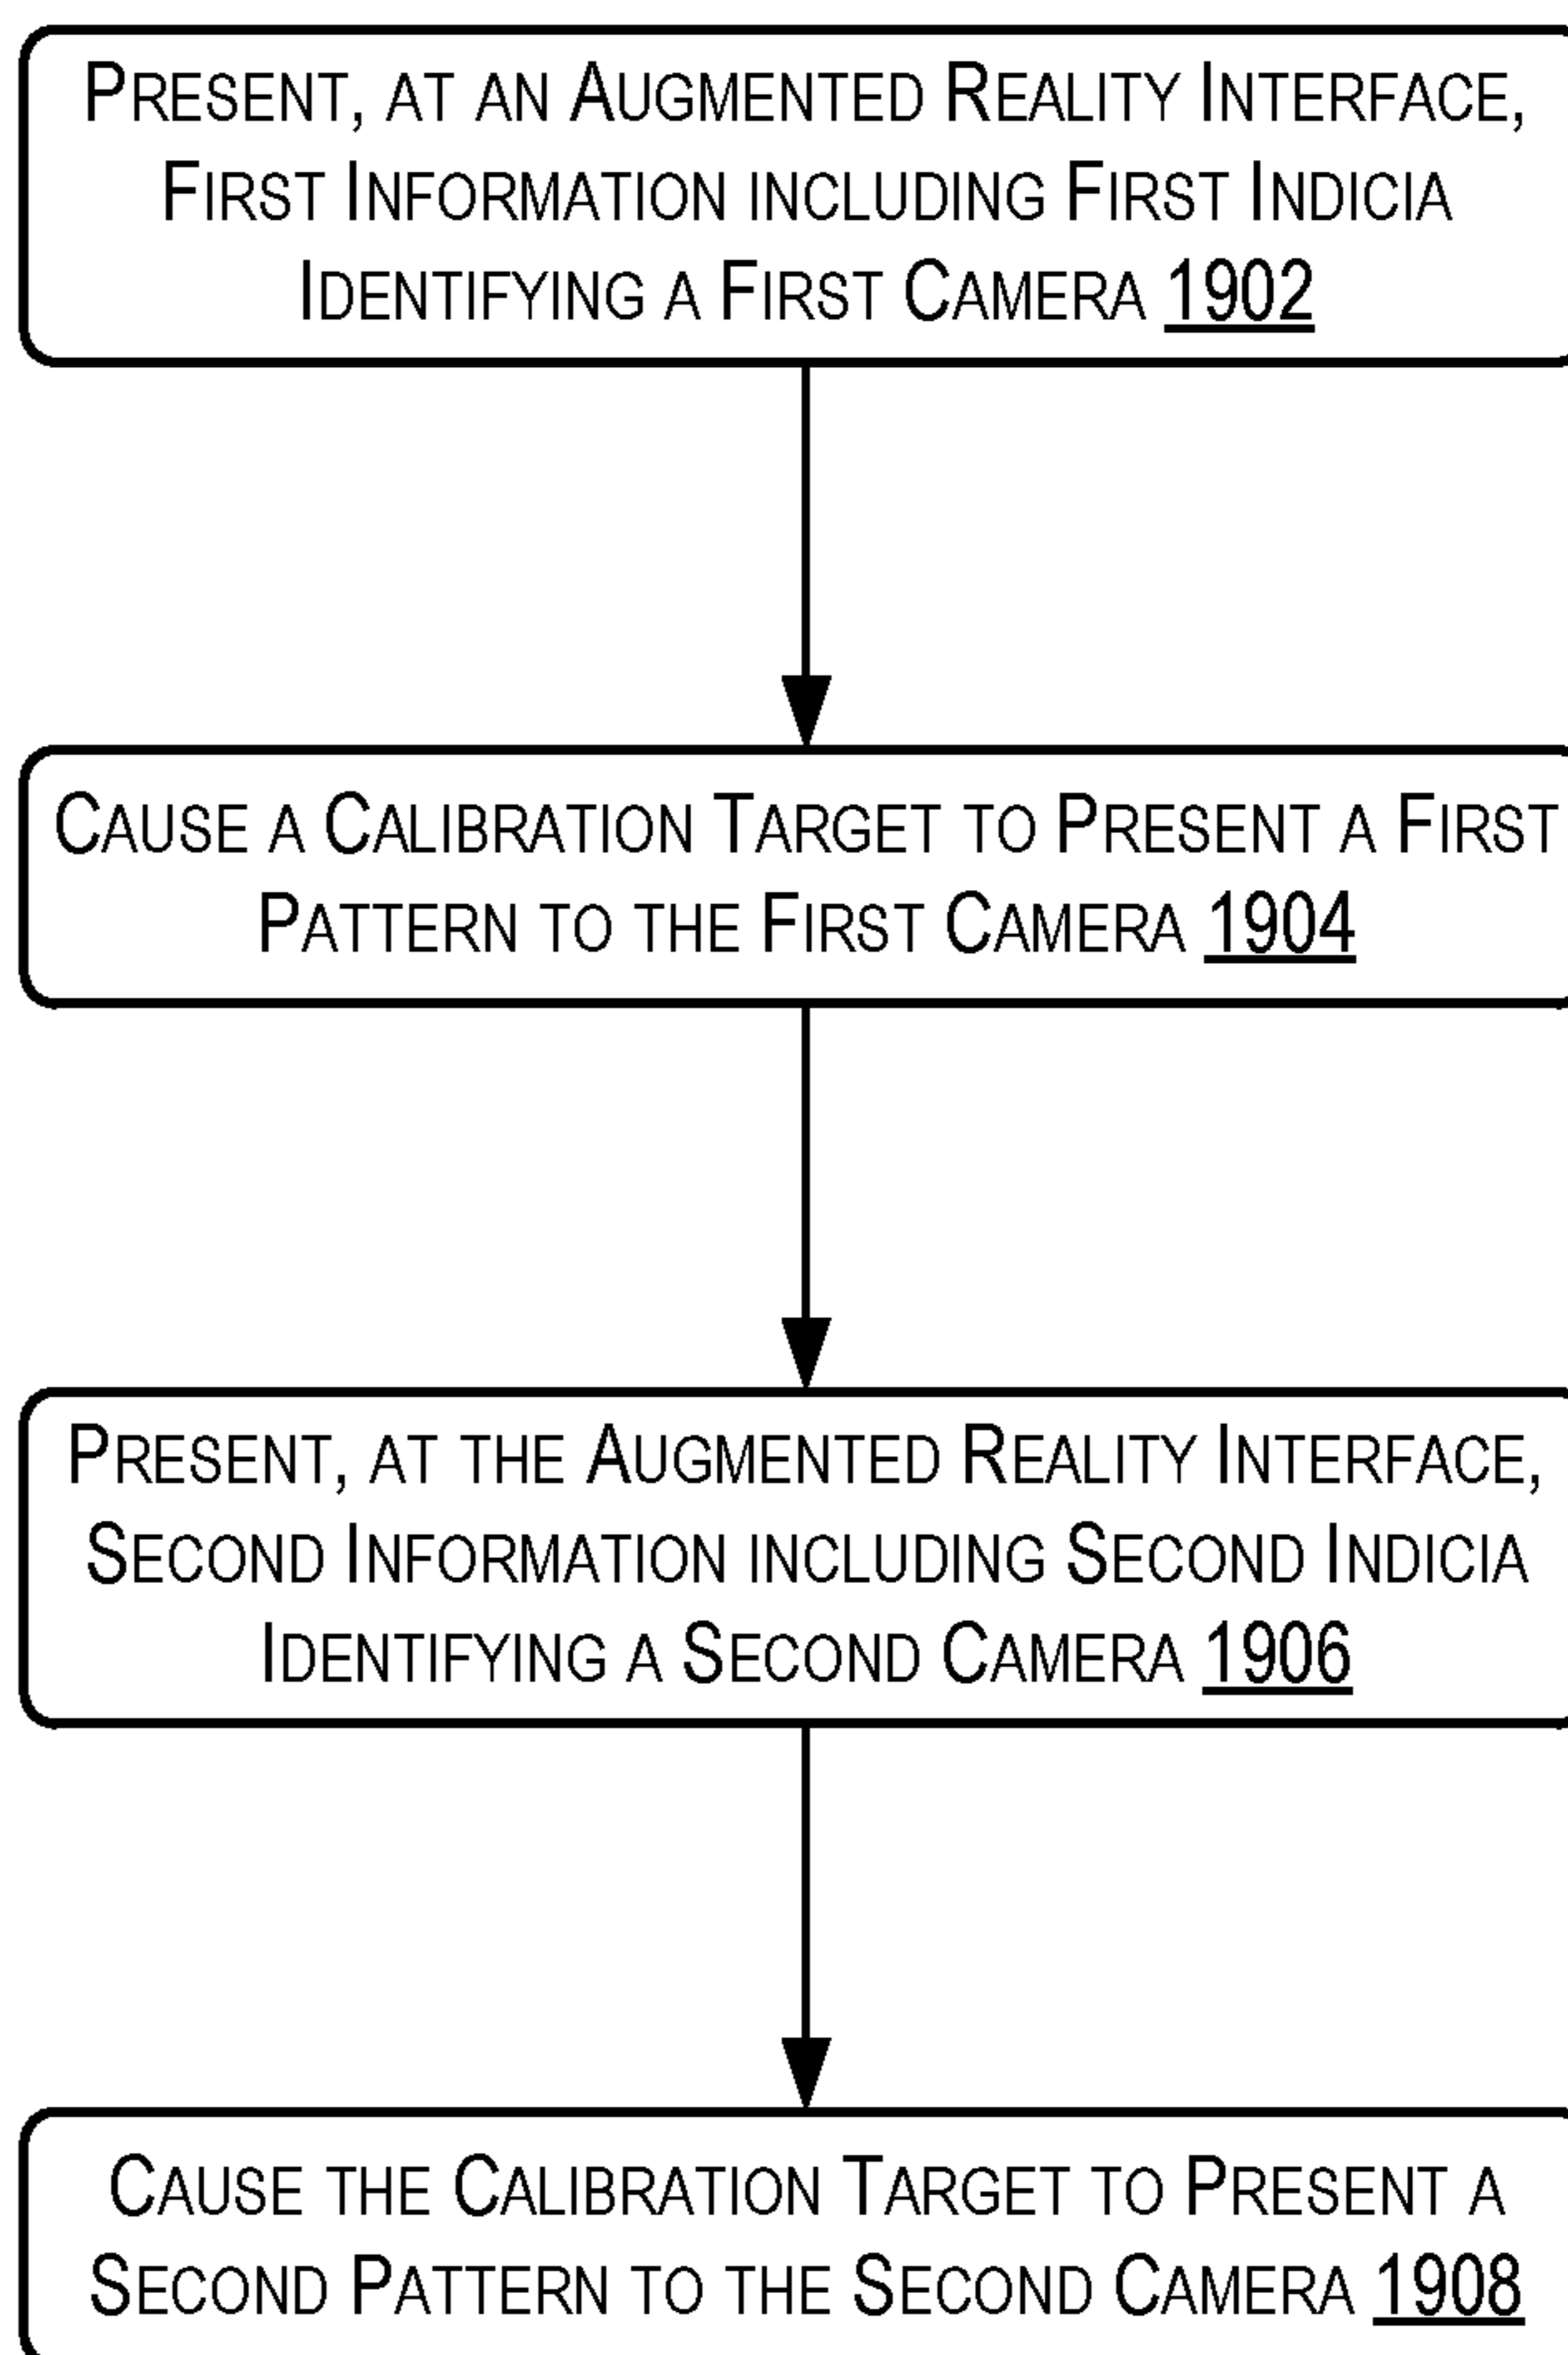 PRESENT, AT AN AUGMENTED REALITY INTERFACE,
FIRST INFORMATION INCLUDING FIRST INDICIA
IDENTIFYING A FIRST CAMERA 1902
CAUSE A CALIBRATION TARGET TO PRESENT A FIRST
PATTERN TO THE FIRST CAMERA 1904
PRESENT, AT THE AUGMENTED REALITY INTERFACE,
SECOND INFORMATION INCLUDING SECOND INDICIA
IDENTIFYING A SECOND CAMERA 1906
CAUSE THE CALIBRATION TARGET TO PRESENT A
SECOND PATTERN TO THE SECOND CAMERA 1908